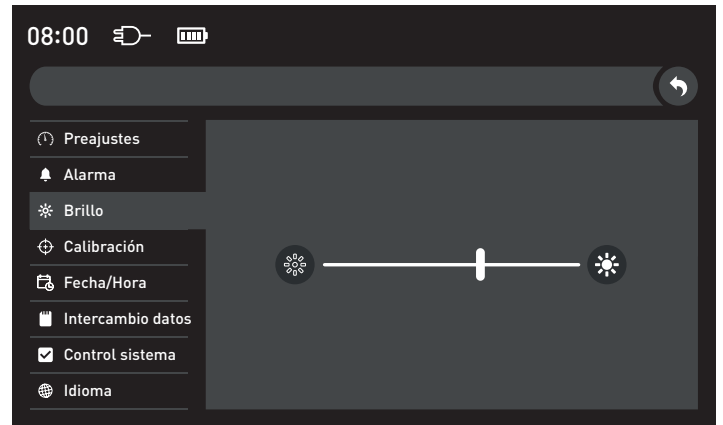 08:00
Preajustes
Alarma
Brillo
Calibración
Fecha/Hora
Intercambio datos
Control sistema
Idioma